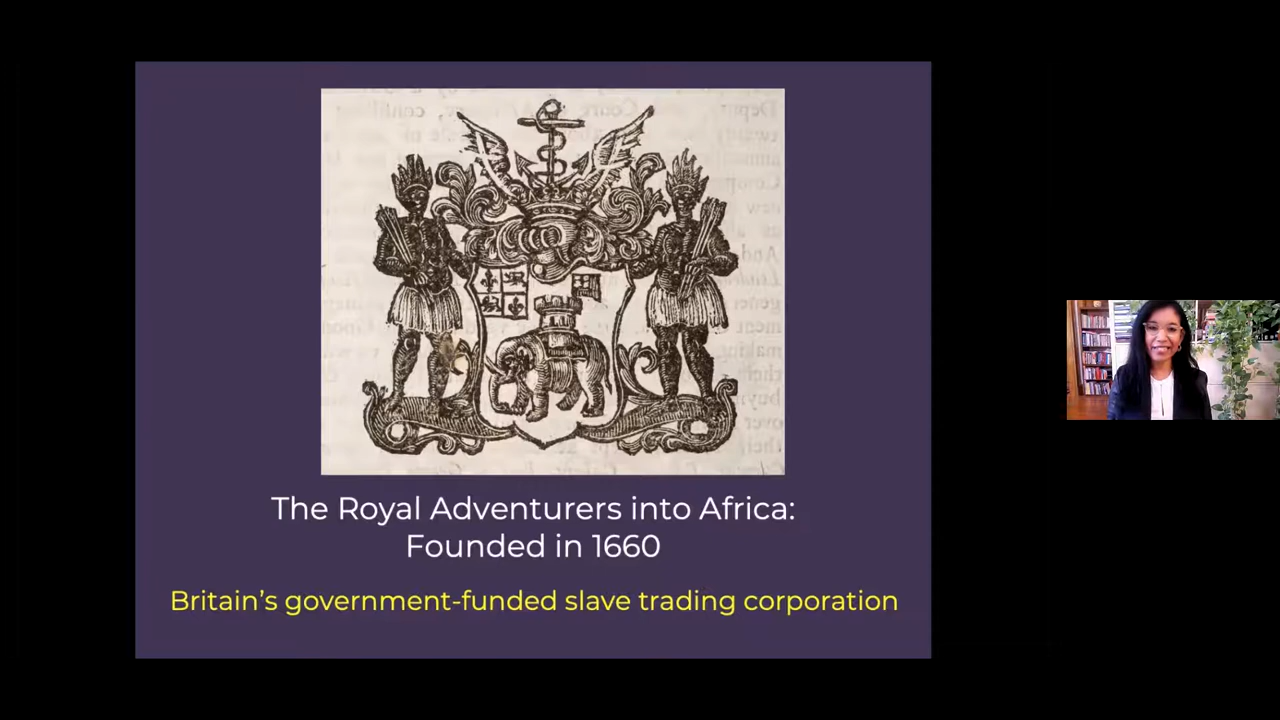 The Royal Adventurers into Africa:
Founded in 1660
Britain's government-funded slave trading corporation